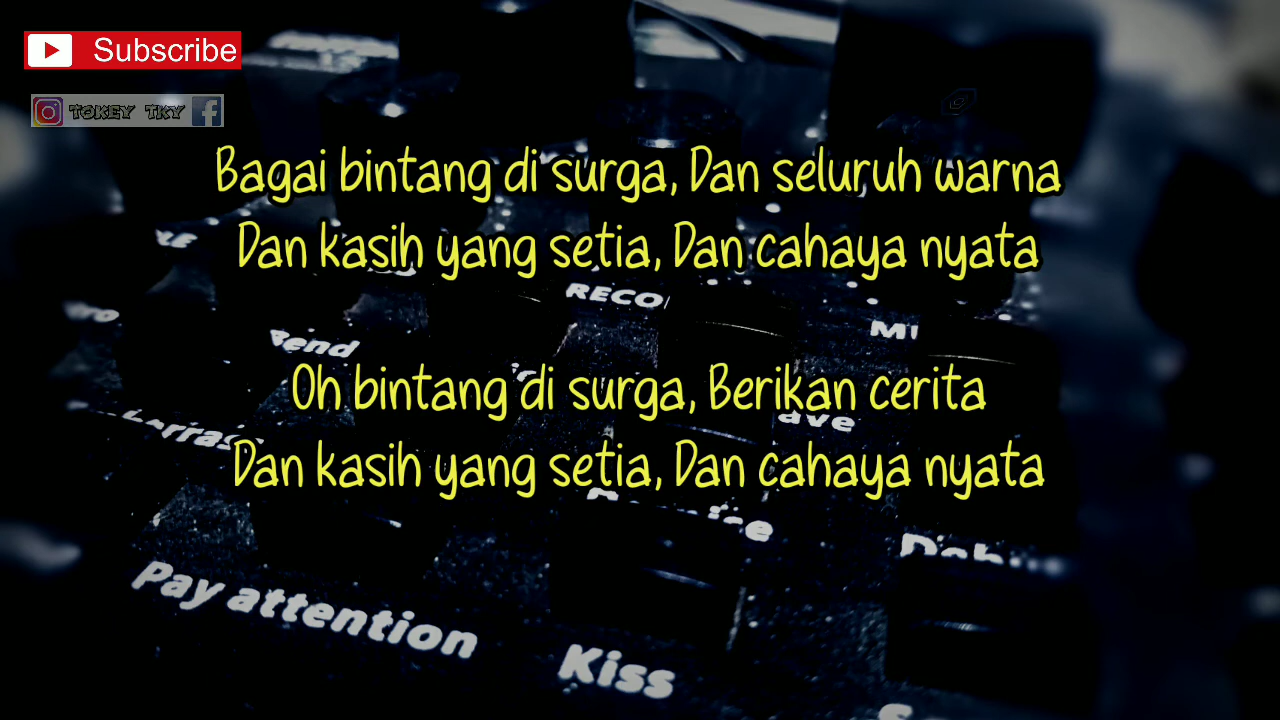 Subscribe
TOKEY TKY
Bagai bintang di surga, Dan seluruh warna
Dan kasih yang setia, Dan cahaya nyata
Oh bintang di surga, Berikan cerita
Dan kasih yang setia, Dan cahaya nyata
Pay attention
Kiss